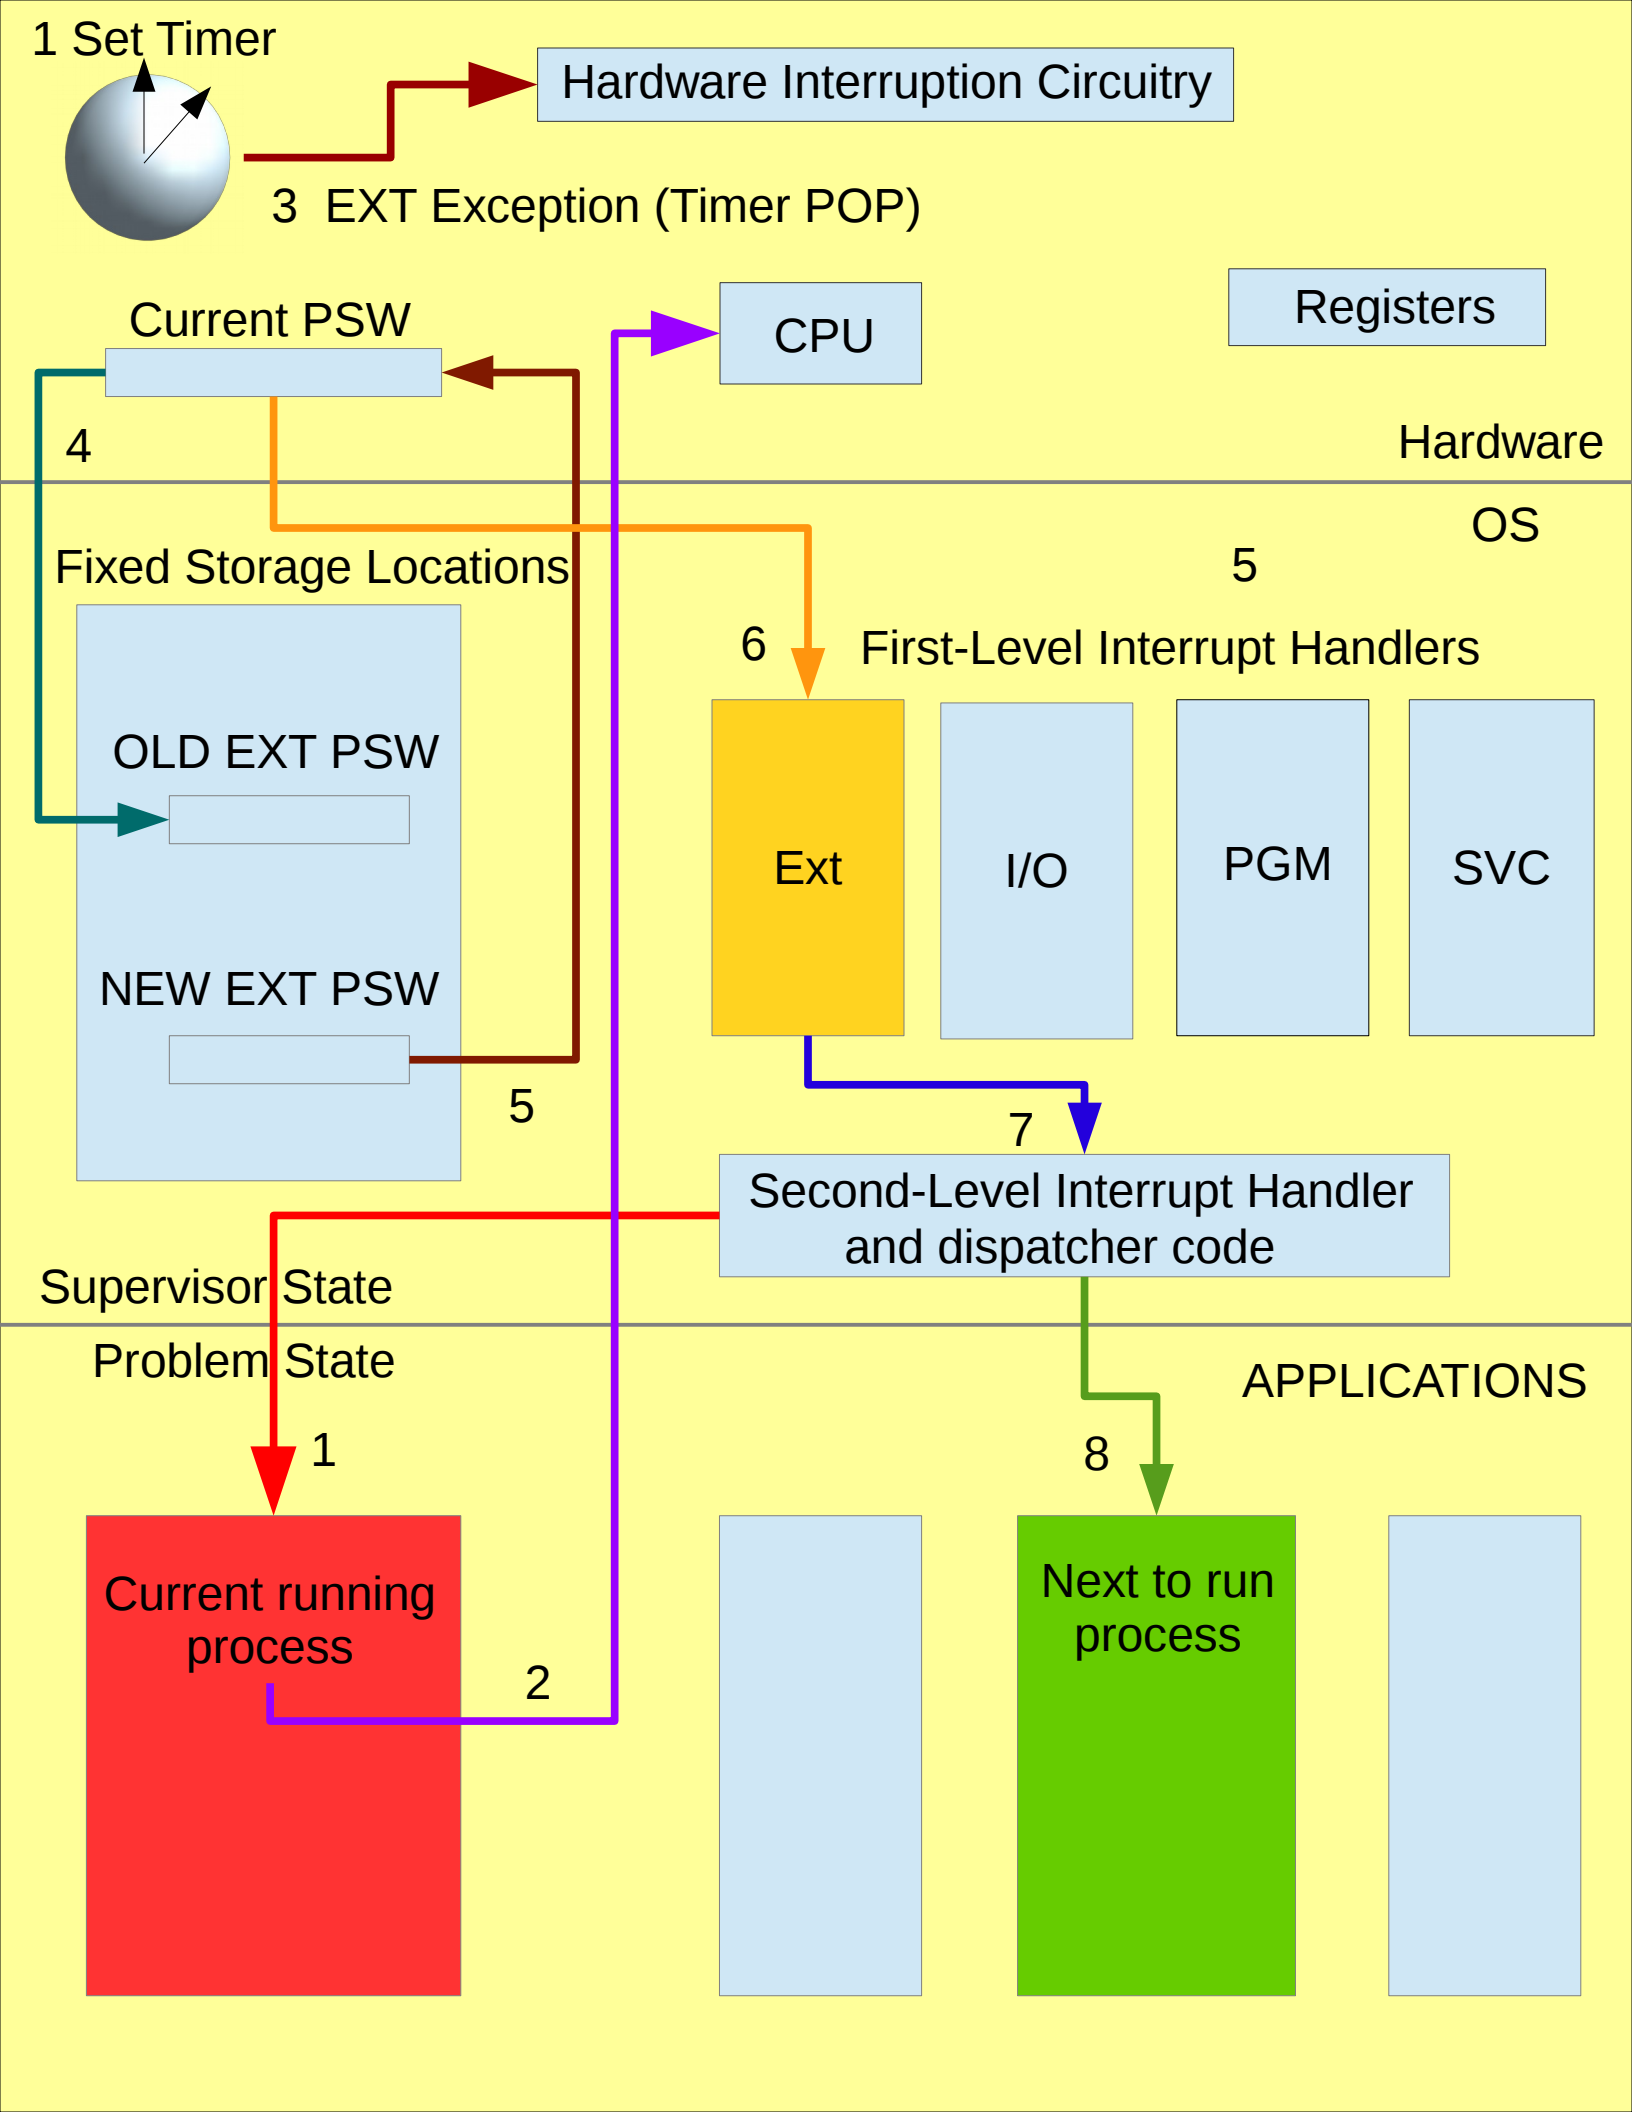 1 Set Timer
Hardware Interruption Circuitry
3  EXT Exception (Timer POP)
Current PSW
CPU
Registers
4
Hardware
OS
Fixed Storage Locations
5
6
First-Level Interrupt Handlers
OLD EXT PSW
Ext
I/O
PGM
SVC
NEW EXT PSW
5
7
Second-Level Interrupt Handler
and dispatcher code
Supervisor State
Problem State
APPLICATIONS
1
8
Current running
process
Next to run
process
2